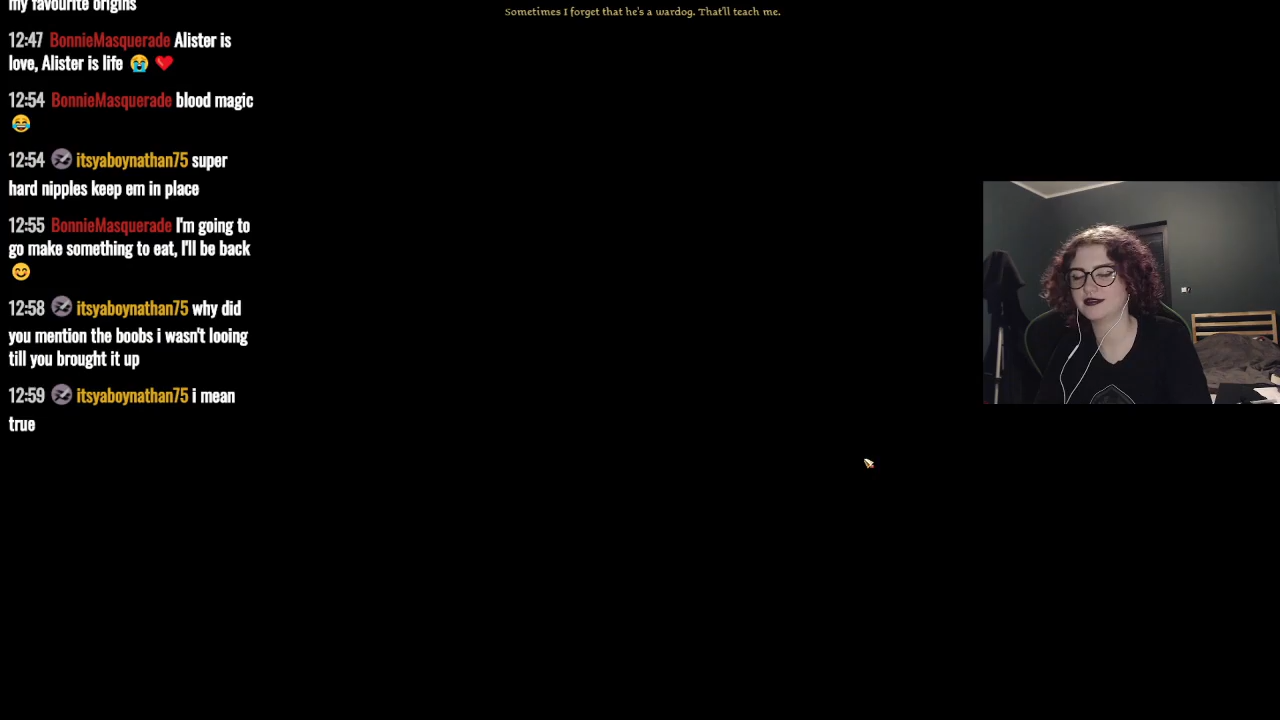 my favourite origins
Sometimes I forget that he's a wardog. That'll teach me.
12:47 BonnieMasquerade Alister is
love, Alister is life 😭 ❤️
12:54 BonnieMasquerade blood magic
😂
12:54 itsyaboynathan75 super
hard nipples keep em in place
12:55 BonnieMasquerade I'm going to
go make something to eat, I'll be back
😊
12:58 itsyaboynathan75 why did
you mention the boobs i wasn't looing
till you brought it up
12:59 itsyaboynathan75 i mean
true